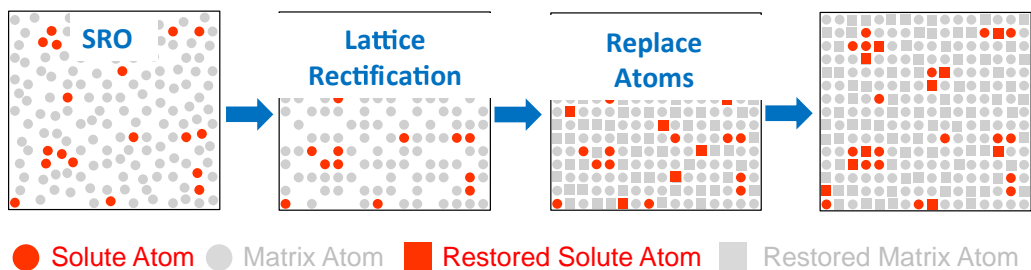 SRO
Lattice
Rectification
Replace
Atoms
Solute Atom Matrix Atom Restored Solute Atom Restored Matrix Atom